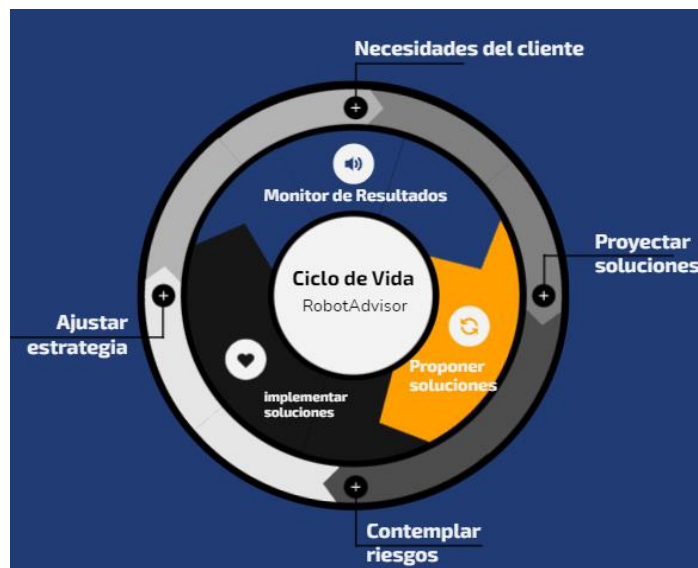 Necesidades del cliente
Monitor de Resultados
Proyectar
soluciones
Ciclo de Vida
RobotAdvisor
Ajustar
estrategia
Proponer
soluciones
implementar
soluciones
Contemplar
riesgos